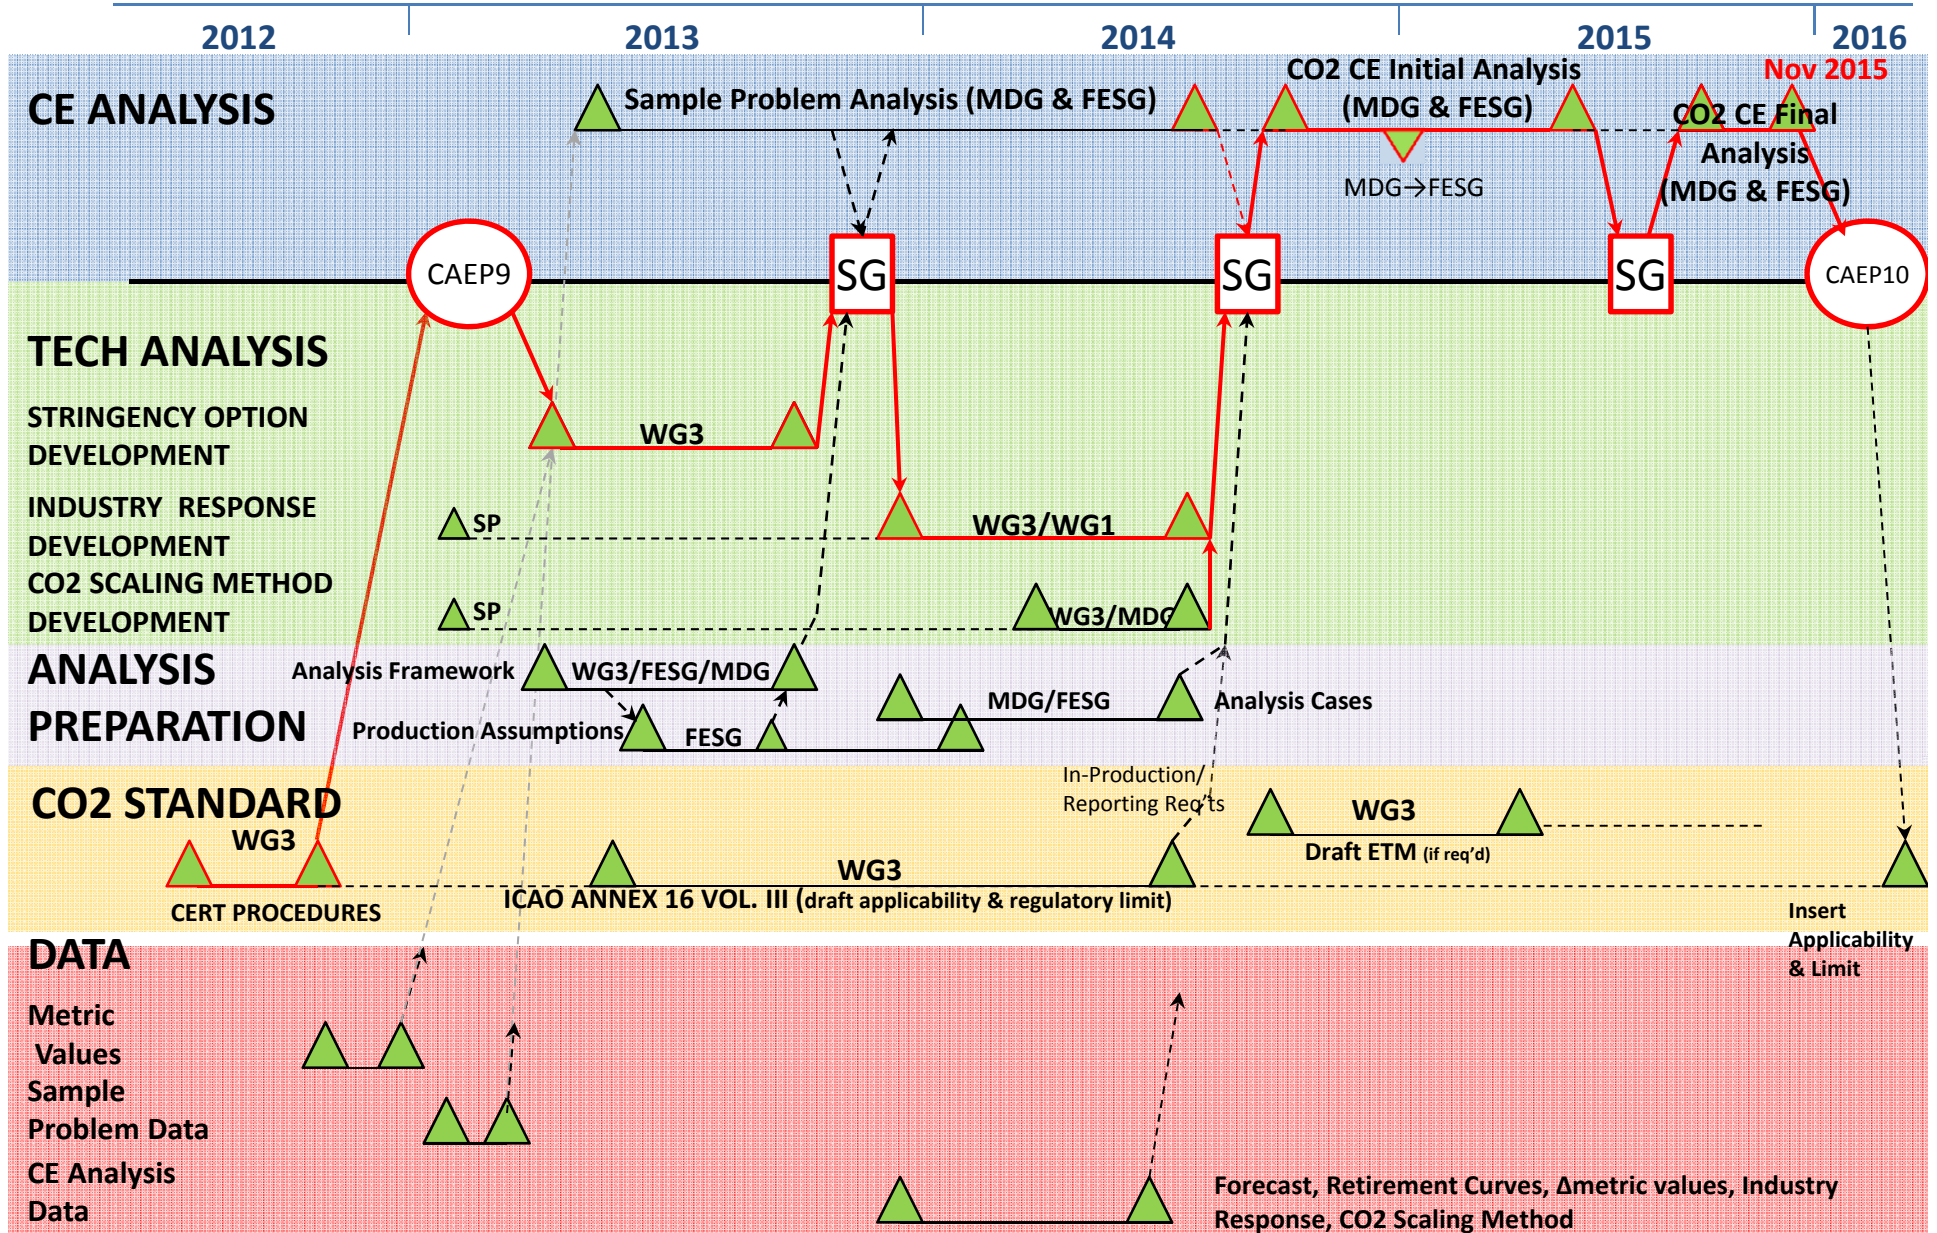 2012
2013
2014
2015
2016
CE ANALYSIS
Sample Problem Analysis (MDG & FESG)
CO2 CE Initial Analysis
(MDG & FESG)
MDG→FESG
Nov 2015
CO2 CE Final
Analysis
(MDG & FESG)
CAEP9
SG
SG
SG
CAEP10
TECH ANALYSIS
STRINGENCY OPTION
DEVELOPMENT
WG3
INDUSTRY RESPONSE
DEVELOPMENT
SP
WG3/WG1
CO2 SCALING METHOD
DEVELOPMENT
SP
WG3/MDG
ANALYSIS
PREPARATION
Analysis Framework
WG3/FESG/MDG
Production Assumptions
FESG
MDG/FESG
Analysis Cases
CO2 STANDARD
WG3
CERT PROCEDURES
WG3
ICAO ANNEX 16 VOL. III (draft applicability & regulatory limit)
In-Production/
Reporting Req'ts
WG3
Draft ETM (if req'd)
Insert
Applicability
& Limit
DATA
Metric
Values
Sample
Problem Data
CE Analysis
Data
Forecast, Retirement Curves, Δmetric values, Industry
Response, CO2 Scaling Method